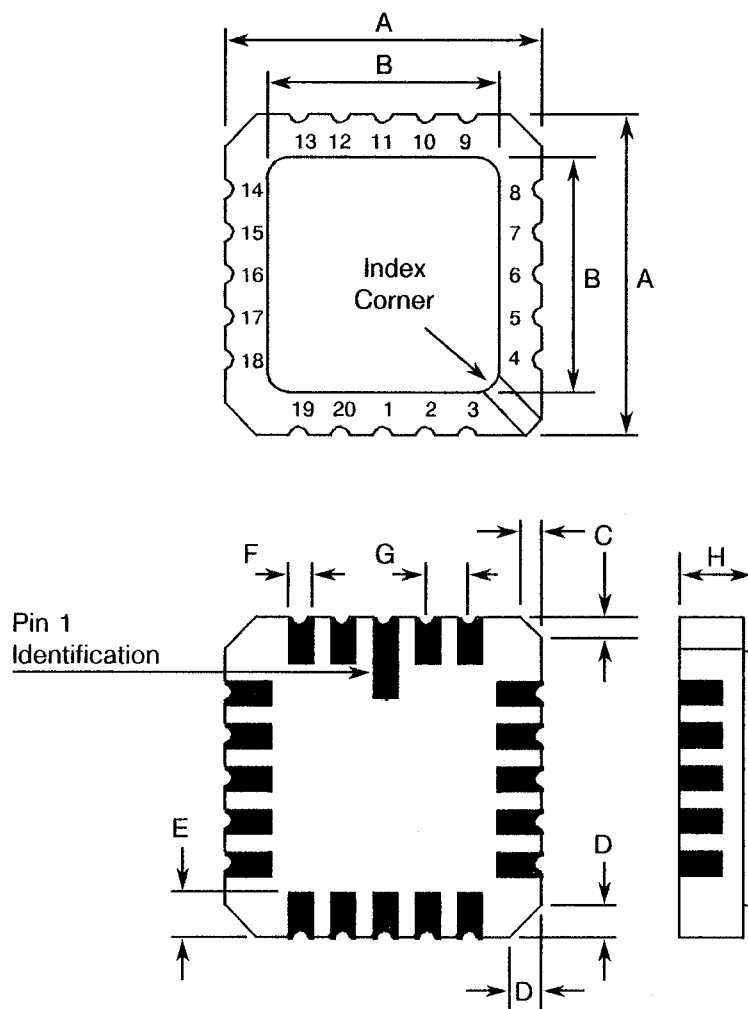 A
B
13 12 11 10 9
14 8
15 7
16 6
17 5
18 4
Index
Corner
B
A
19 20 1 2 3
F
G
C
H
Pin 1
Identification
E
D
D